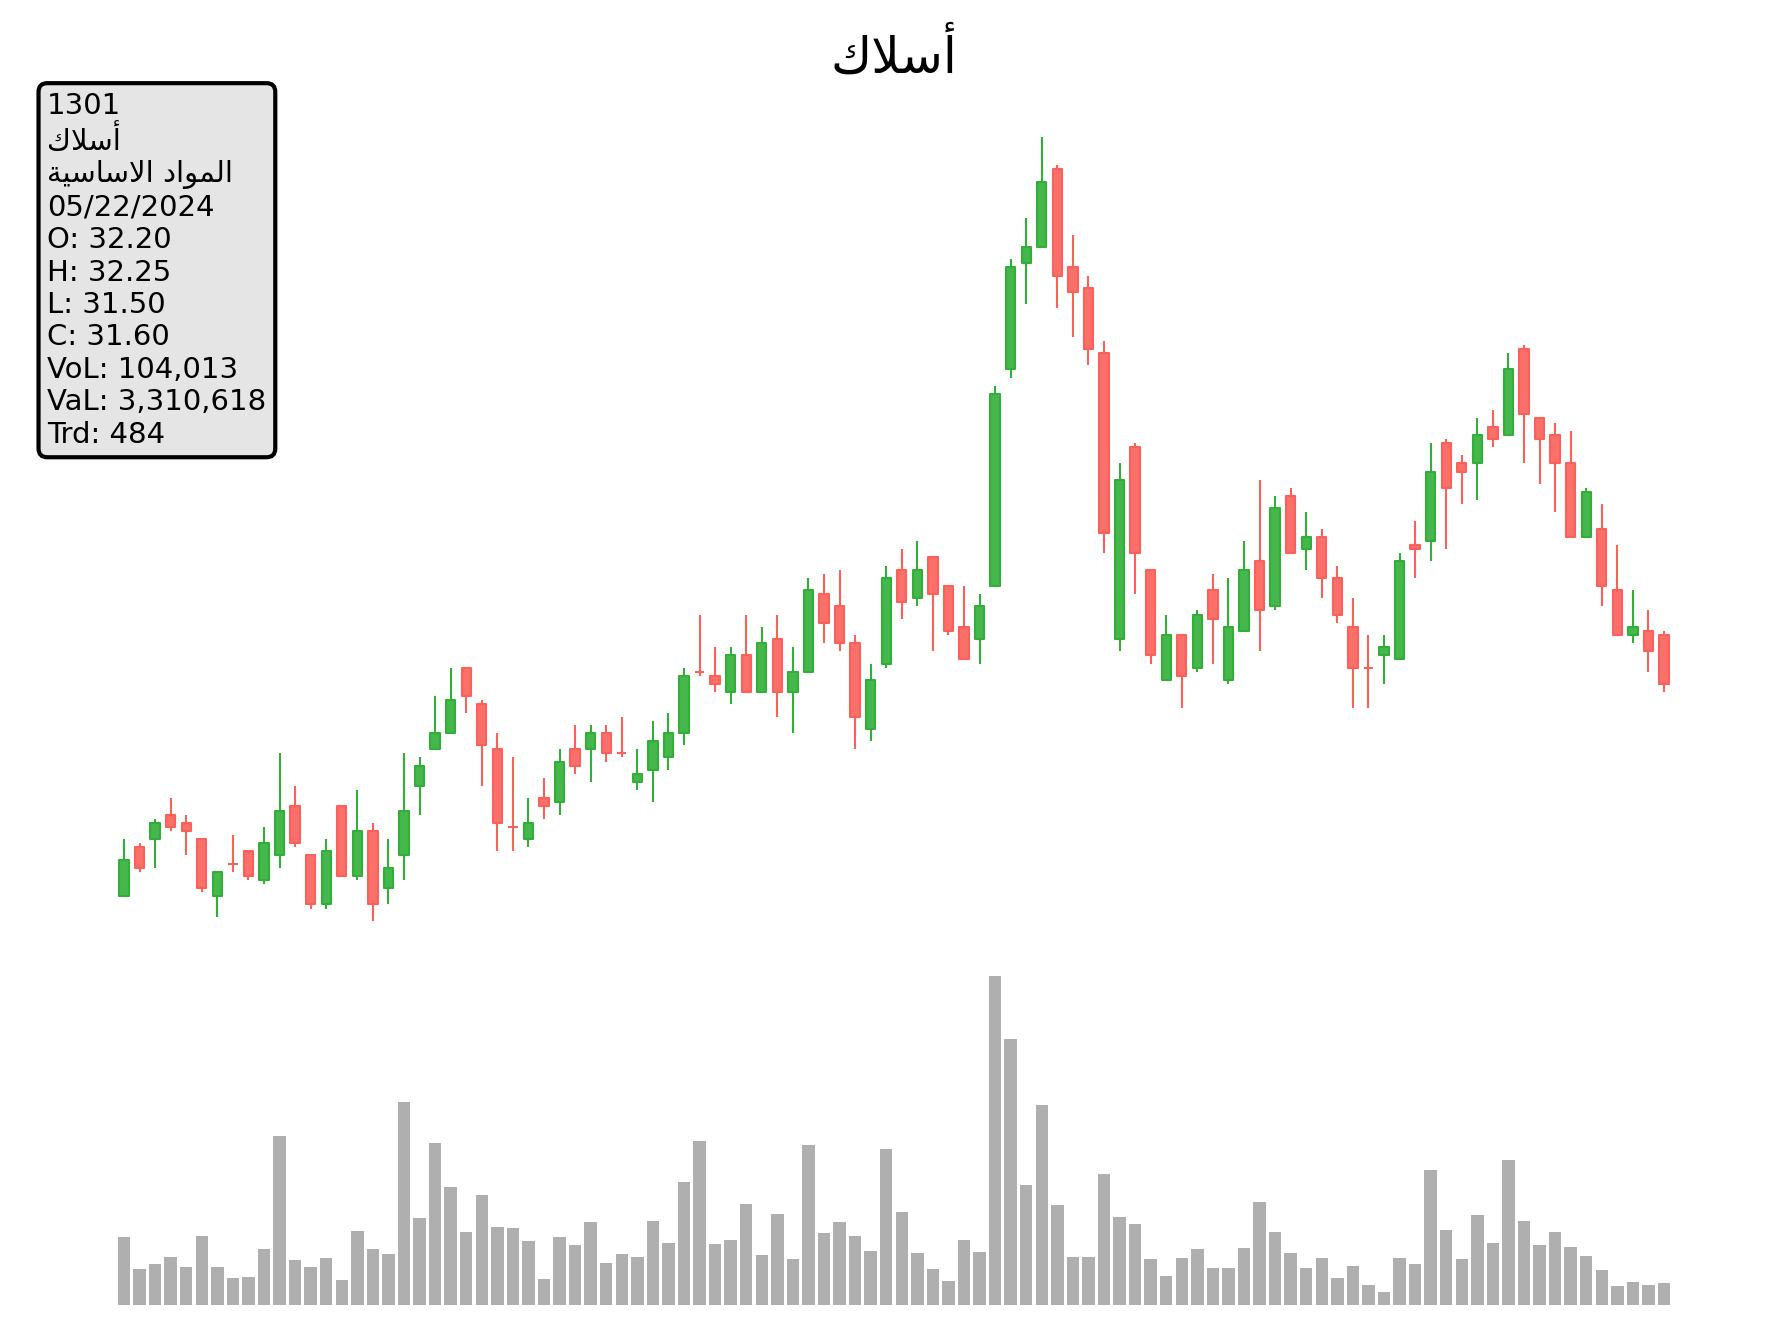 أسلاك
1301
أسلاك
المواد الاساسية
05/22/2024
O: 32.20
H: 32.25
L: 31.50
C: 31.60
VoL: 104,013
VaL: 3,310,618
Trd: 484